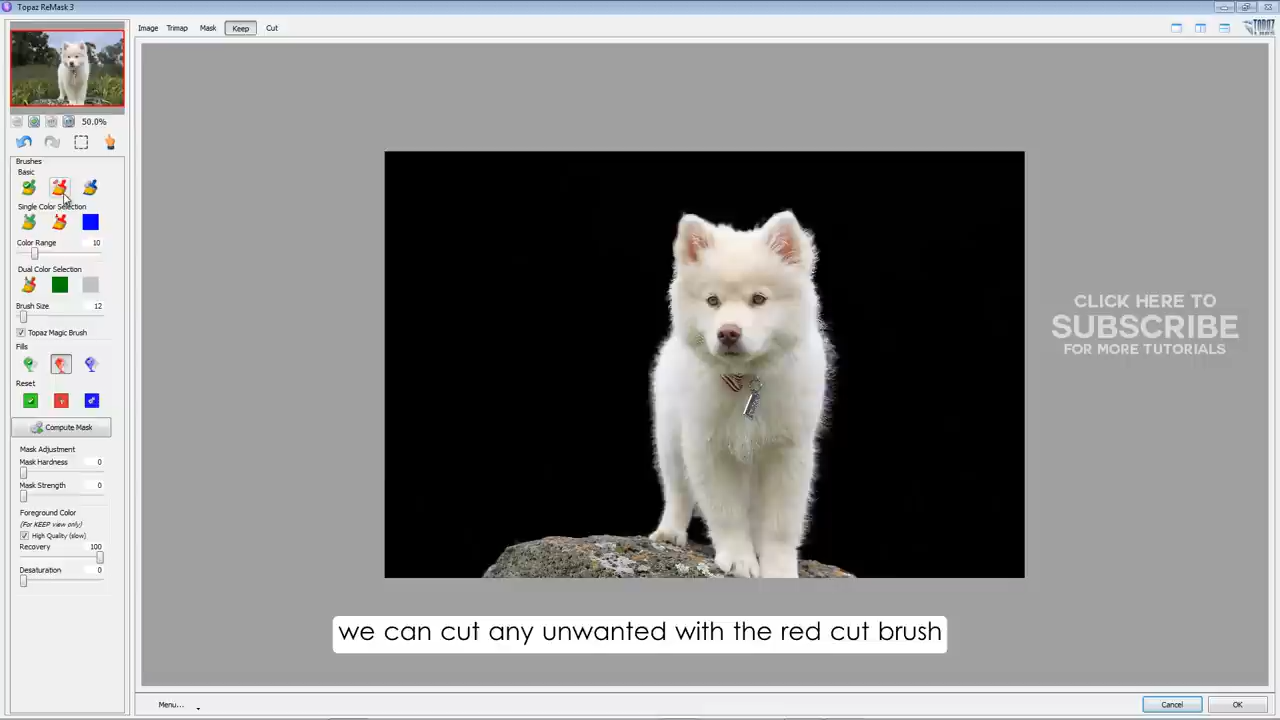 Topaz ReMask 3
Image Trimap Mask Keep Cut
50.0%
Brushes
Basic
Single Color Selection
Color Range 10
Dual Color Selection
Brush Size 12
Topaz Magic Brush
Fills
Reset
Compute Mask
Mask Adjustment
Mask Hardness 0
Mask Strength 0
Foreground Color
(For KEEP view only)
High Quality (slow)
Recovery 100
Desaturation 0
CLICK HERE TO
SUBSCRIBE
FOR MORE TUTORIALS
we can cut any unwanted with the red cut brush
Menu...
Cancel OK